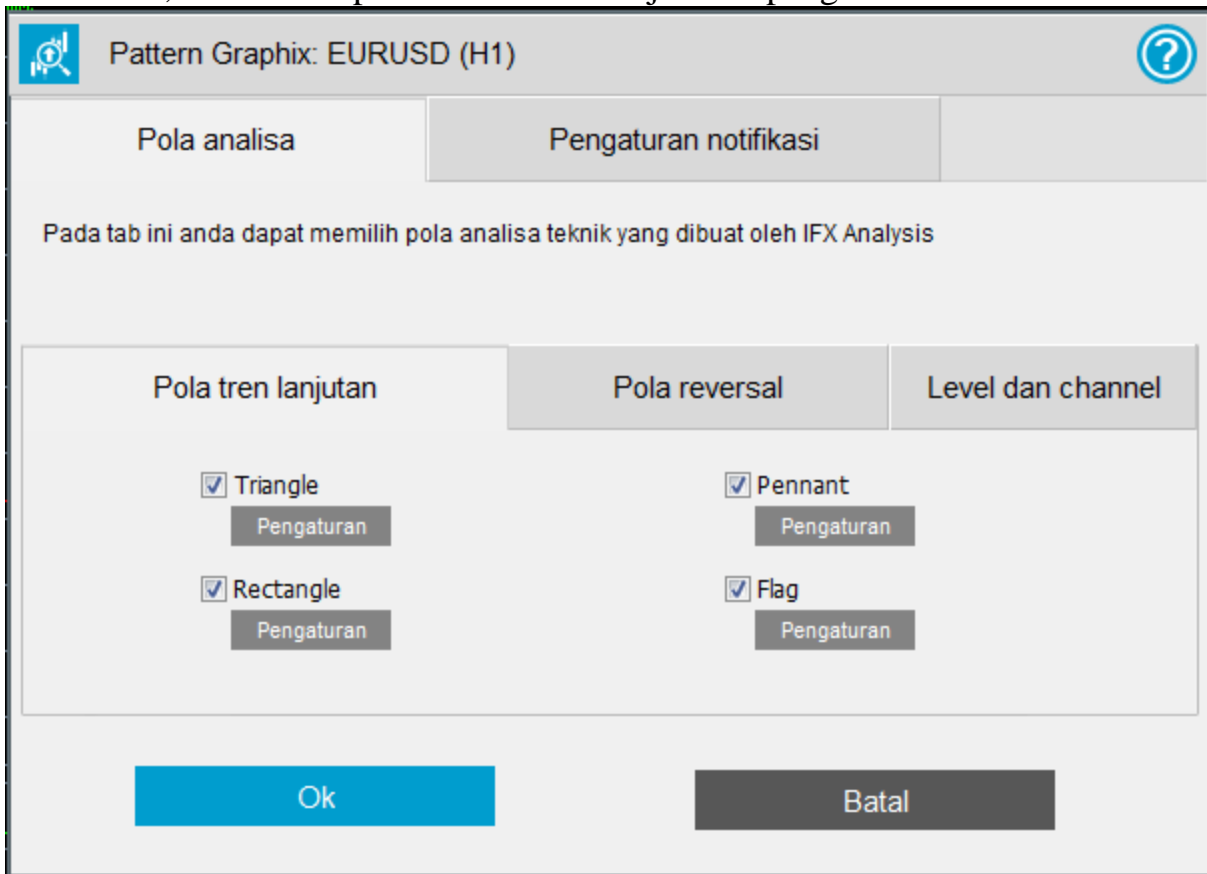 Pattern Graphix: EURUSD (H1)
Pola analisa Pengaturan notifikasi
Pada tab ini anda dapat memilih pola analisa teknik yang dibuat oleh IFX Analysis
Pola tren lanjutan Pola reversal Level dan channel
Triangle Pennant
Pengaturan Pengaturan
Rectangle Flag
Pengaturan Pengaturan
Ok Batal